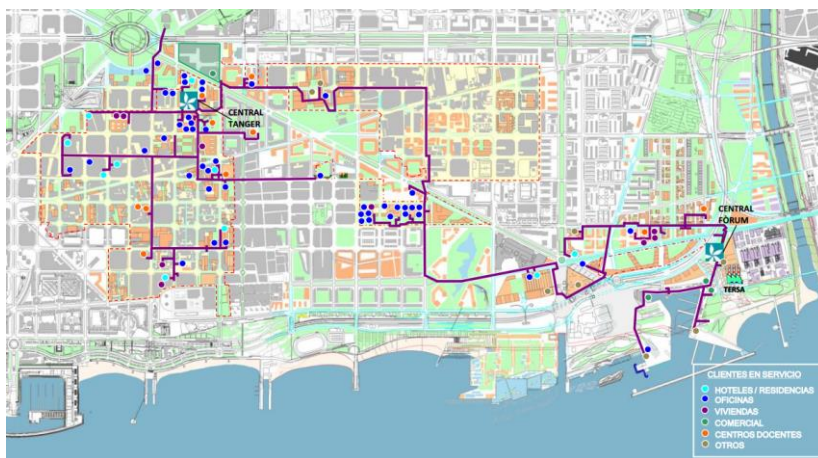 CENTRAL
TANGER
CENTRAL
FÒRUM
TERSA
CLIENTES EN SERVICIO
HOTELES / RESIDENCIAS
OFICINAS
VIVIENDAS
COMERCIAL
CENTROS DOCENTES
OTROS